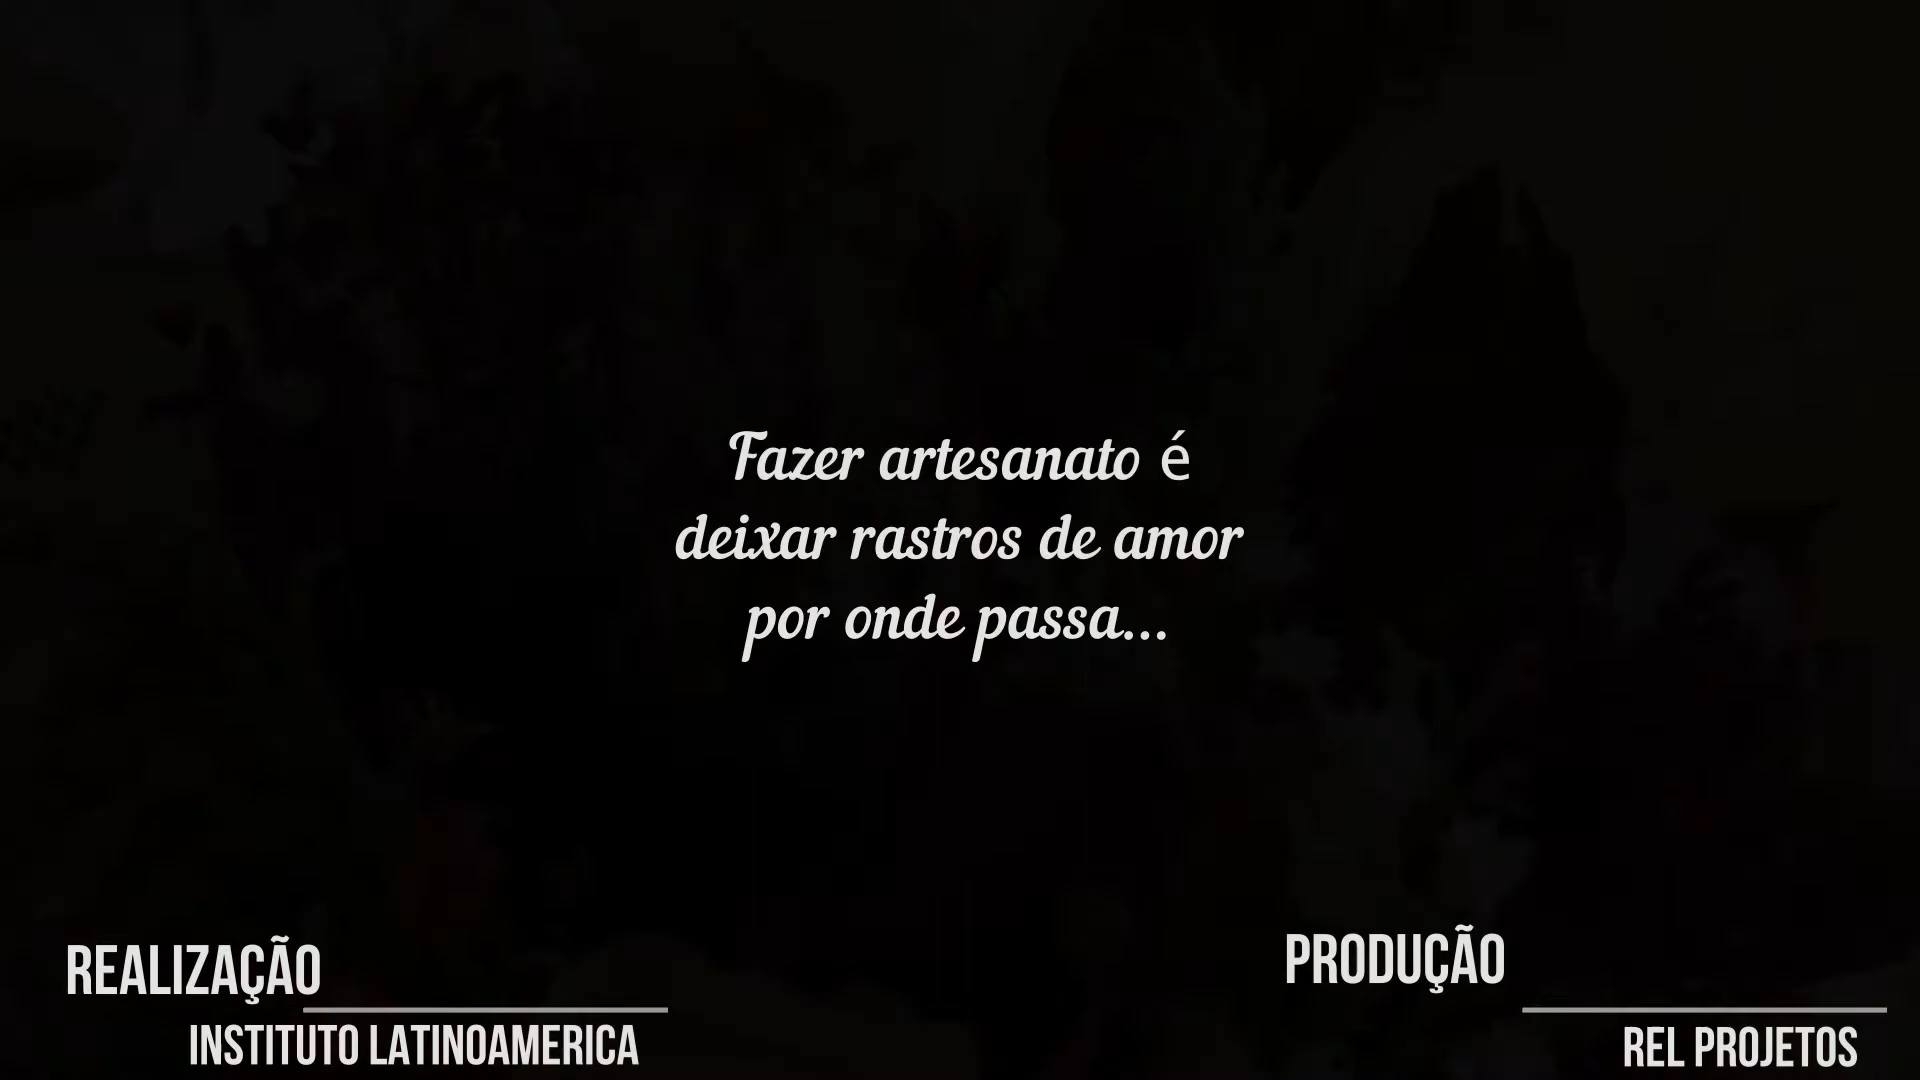 Fazer artesanato é
deixar rastros de amor
por onde passa...
REALIZAÇÃO
INSTITUTO LATINOAMERICA
PRODUÇÃO
REL PROJETOS